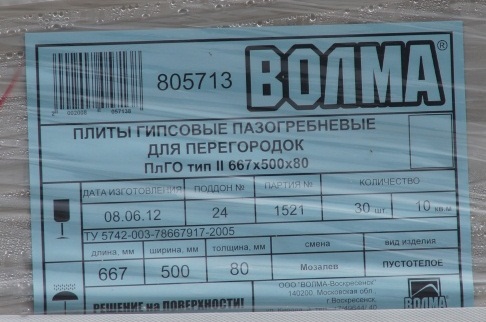 805713 ВОЛМА®
ПЛИТЫ ГИПСОВЫЕ ПАЗОГРЕБНЕВЫЕ
ДЛЯ ПЕРЕГОРОДОК
ПлГО тип II 667х500х80
ДАТА ИЗГОТОВЛЕНИЯ ПОДДОН № ПАРТИЯ № КОЛИЧЕСТВО
08.06.12 24 1521 30 шт. 10 кв.м
ТУ 5742-003-78667917-2005
длина, мм ширина, мм толщина, мм смена вид изделия
667 500 80 Мозалев ПУСТОТЕЛОЕ
РЕШЕНИЕ на ПОВЕРХНОСТИ!
ООО "ВОЛМА-Воскресенск"
140200, Московская обл.,
г. Воскресенск,
ВОЛМА